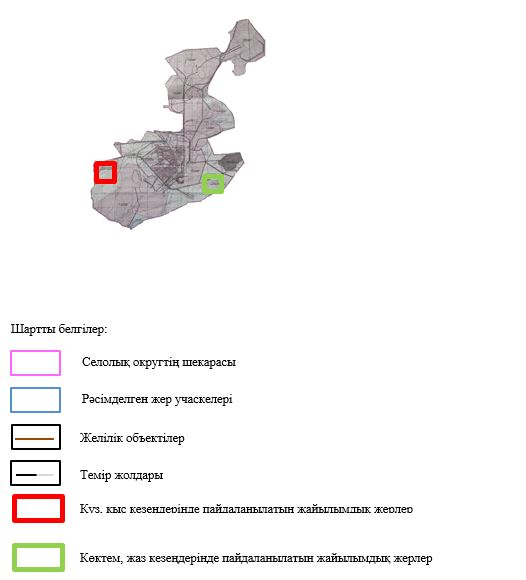 Шартты белгілер:
Селолық округтің шекарасы
Рәсімделген жер учаскелері
Желілік объектілер
Темір жолдары
Күз, қыс кезеңдерінде пайдаланылатын жайылымдық жерлер
Көктем, жаз кезеңдерінде пайдаланылатын жайылымдық жерлер